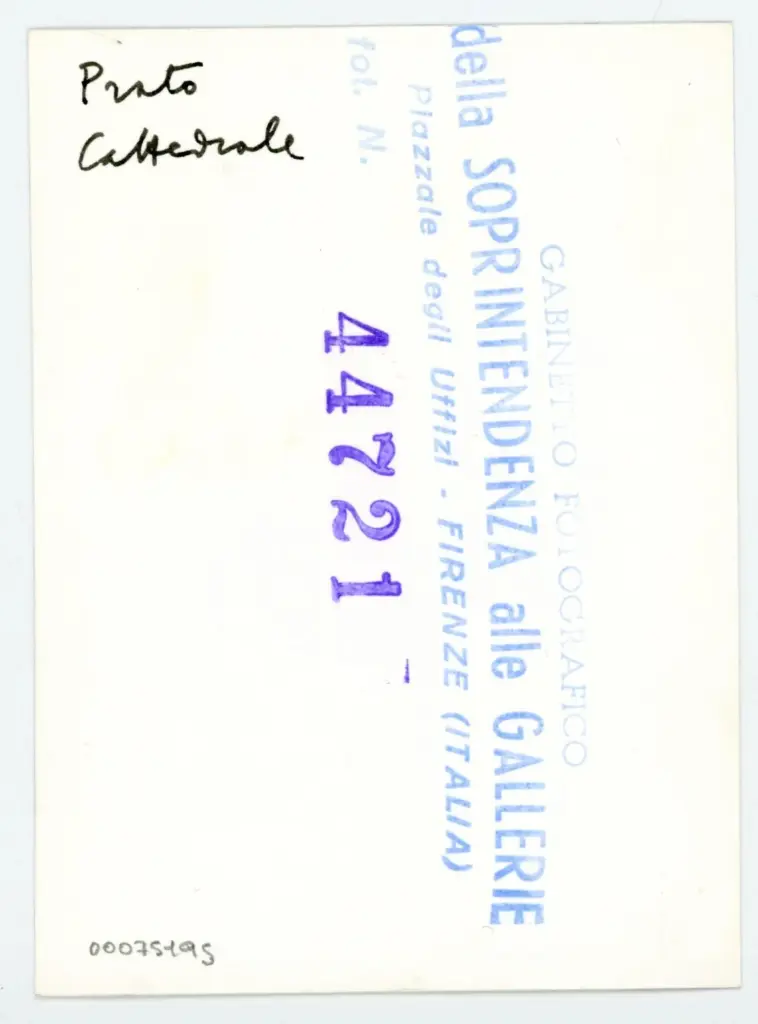 Prato
Cattedrale
GABINETTO FOTOGRAFICO
della SOPRINTENDENZA alle GALLERIE
Piazzale degli Uffizi - FIRENZE (ITALIA)
fot. N.
44721
00075195